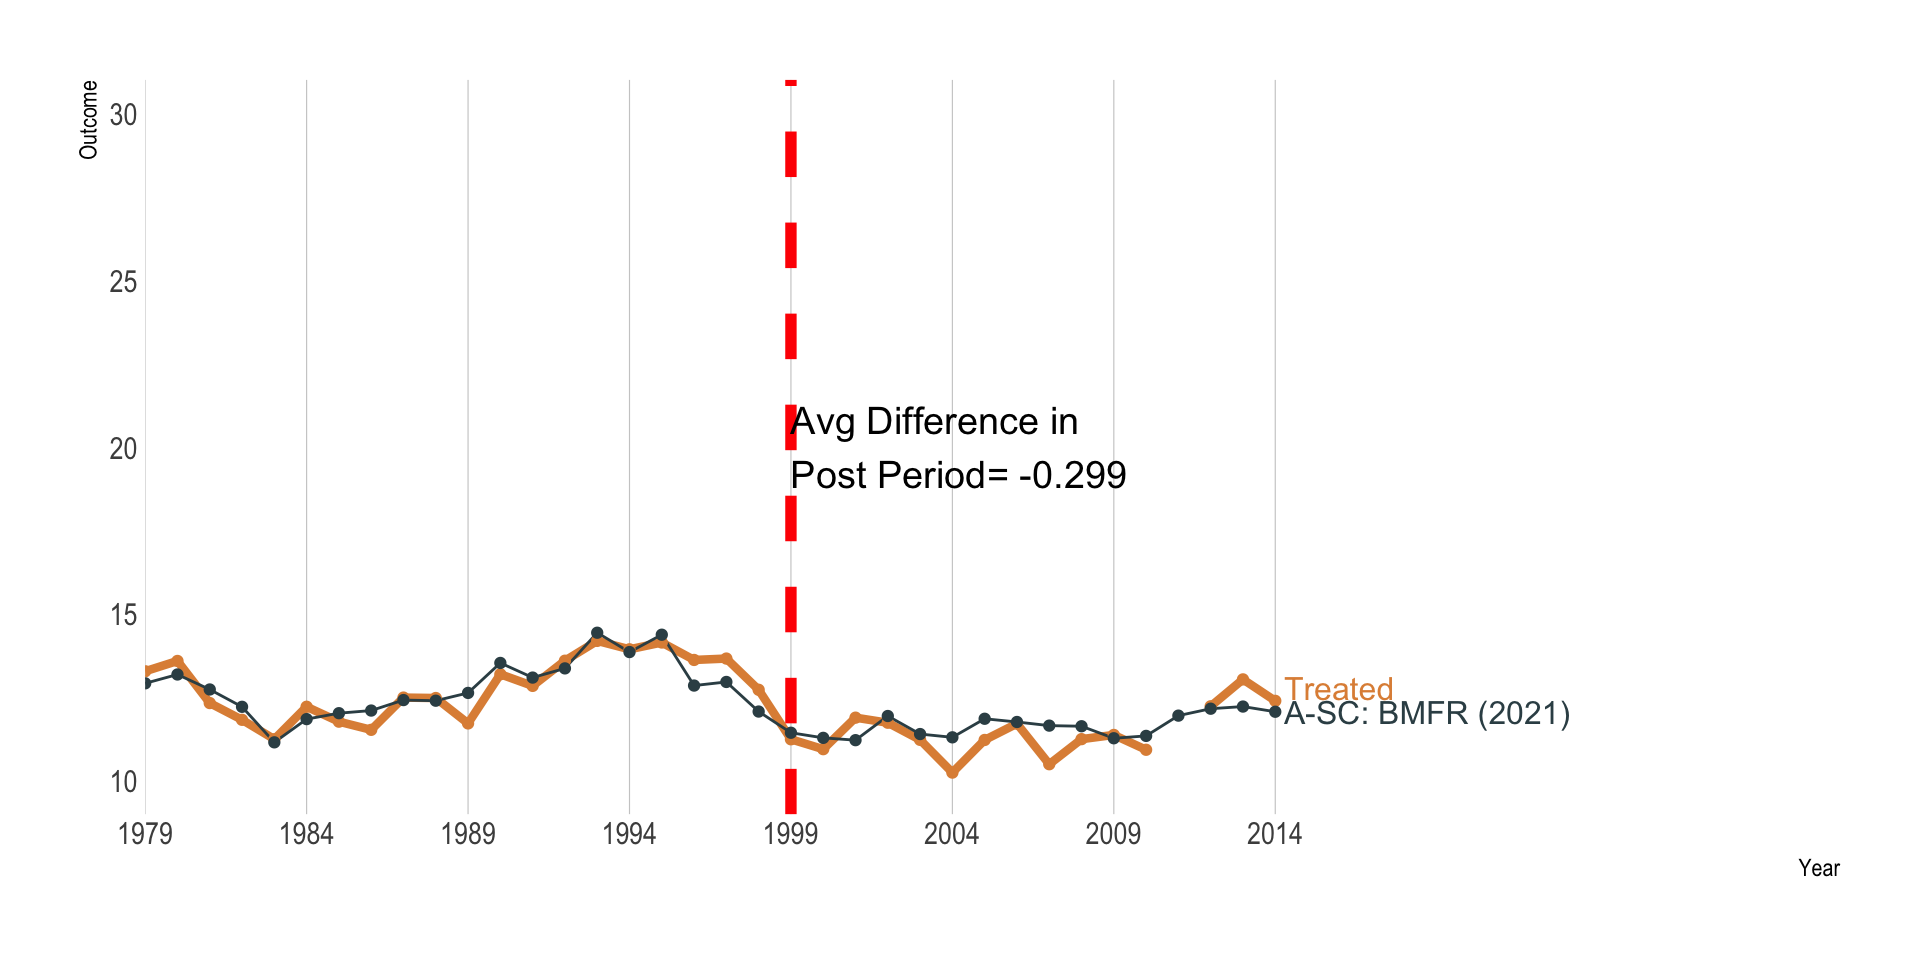 Outcome
30
25
20
15
10
Avg Difference in
Post Period= -0.299
Treated
A-SC: BMFR (2021)
1979 1984 1989 1994 1999 2004 2009 2014
Year